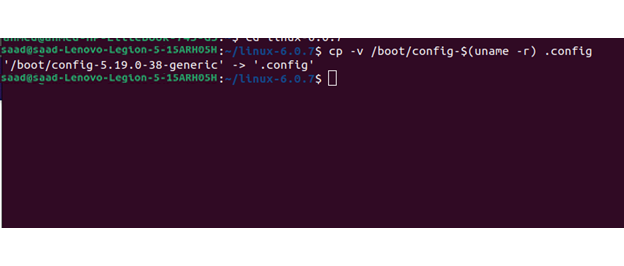 saad@saad-Lenovo-Legion-5-15ARH05H:~/linux-6.0.7$ cp -v /boot/config-$(uname -r) .config
'/boot/config-5.19.0-38-generic' -> '.config'
saad@saad-Lenovo-Legion-5-15ARH05H:~/linux-6.0.7$